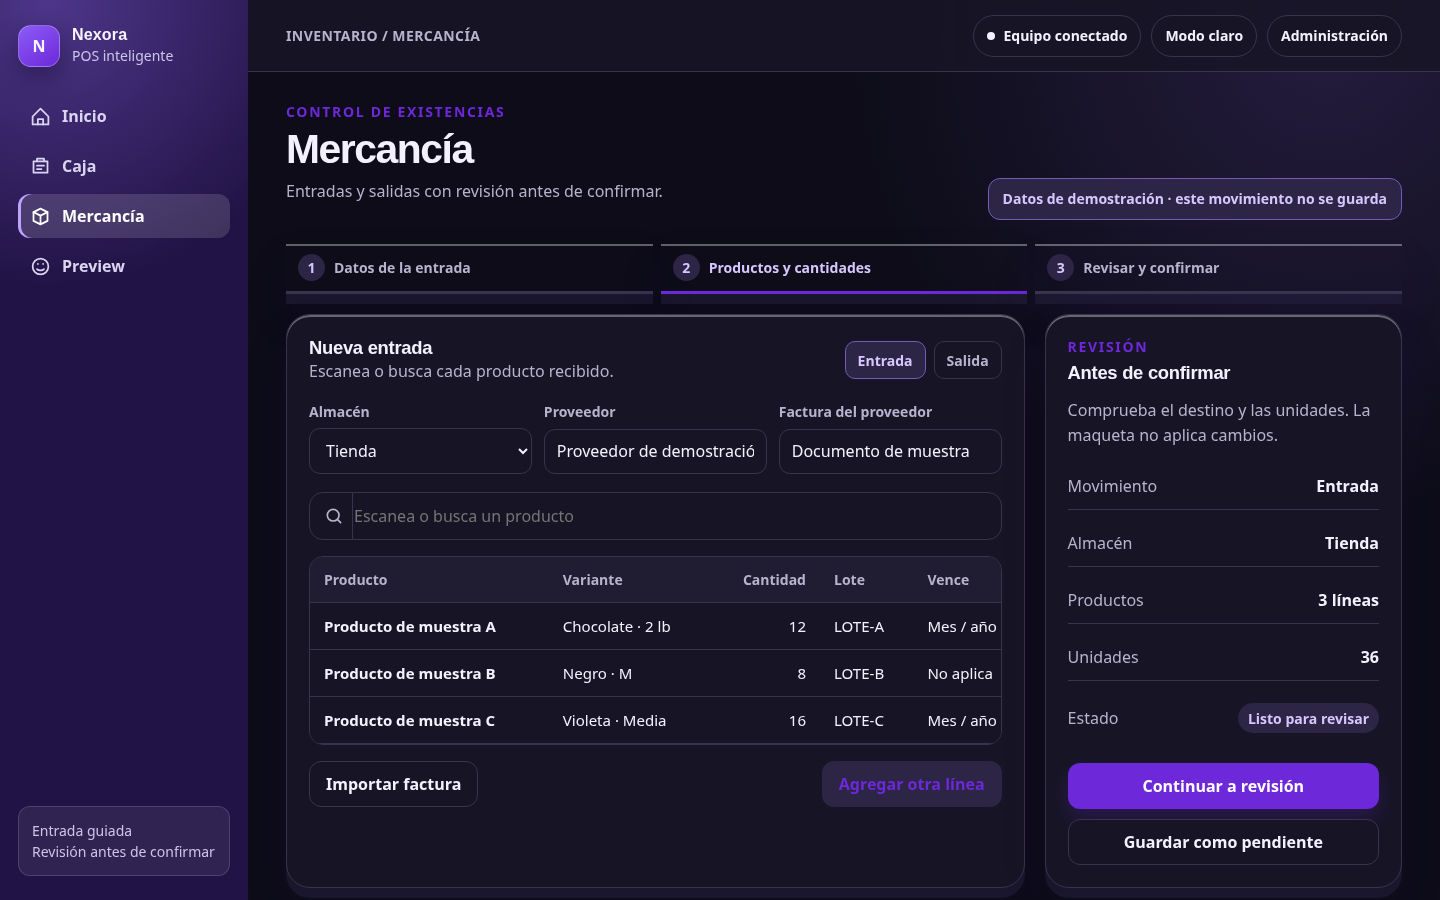 N
Nexora
POS inteligente
Inicio
Caja
Mercancía
Preview
Entrada guiada
Revisión antes de confirmar
INVENTARIO / MERCANCÍA
Equipo conectado
Modo claro
Administración
CONTROL DE EXISTENCIAS
Mercancía
Entradas y salidas con revisión antes de confirmar.
Datos de demostración · este movimiento no se guarda
1 Datos de la entrada
2 Productos y cantidades
3 Revisar y confirmar
Nueva entrada
Escanea o busca cada producto recibido.
Entrada
Salida
Almacén
Proveedor
Factura del proveedor
Tienda
Proveedor de demostració
Documento de muestra
Escanea o busca un producto
Producto Variante Cantidad Lote Vence
Producto de muestra A Chocolate · 2 lb 12 LOTE-A Mes / año
Producto de muestra B Negro · M 8 LOTE-B No aplica
Producto de muestra C Violeta · Media 16 LOTE-C Mes / año
Importar factura
Agregar otra línea
REVISIÓN
Antes de confirmar
Comprueba el destino y las unidades. La
maqueta no aplica cambios.
Movimiento Entrada
Almacén Tienda
Productos 3 líneas
Unidades 36
Estado Listo para revisar
Continuar a revisión
Guardar como pendiente